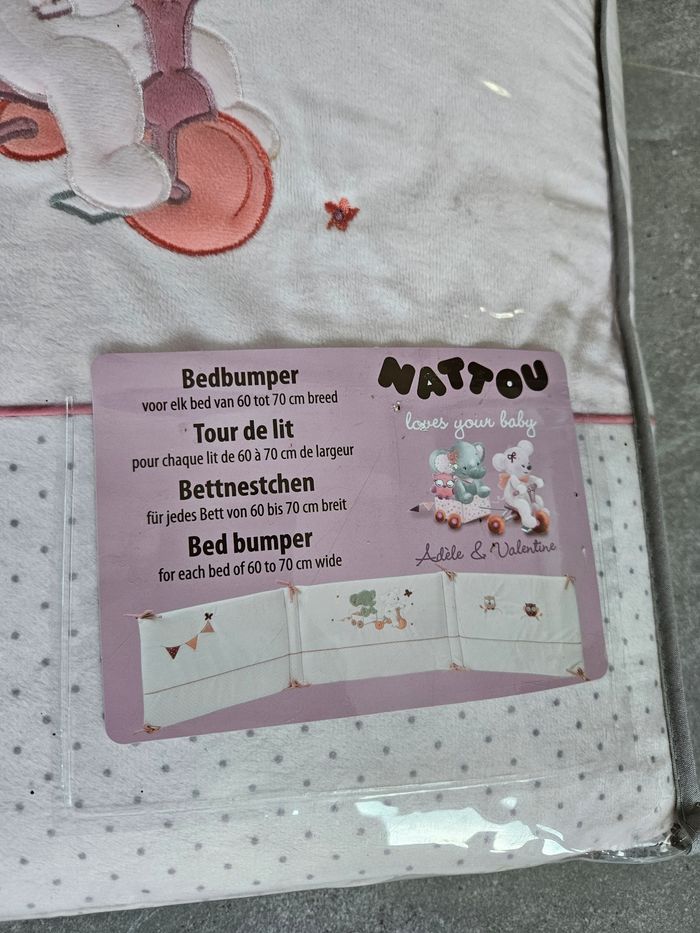 Bedbumper
voor elk bed van 60 tot 70 cm breed
Tour de lit
pour chaque lit de 60 à 70 cm de largeur
Bettnestchen
für jedes Bett von 60 bis 70 cm breit
Bed bumper
for each bed of 60 to 70 cm wide
NATTOU
loves your baby
Adèle & Valentine